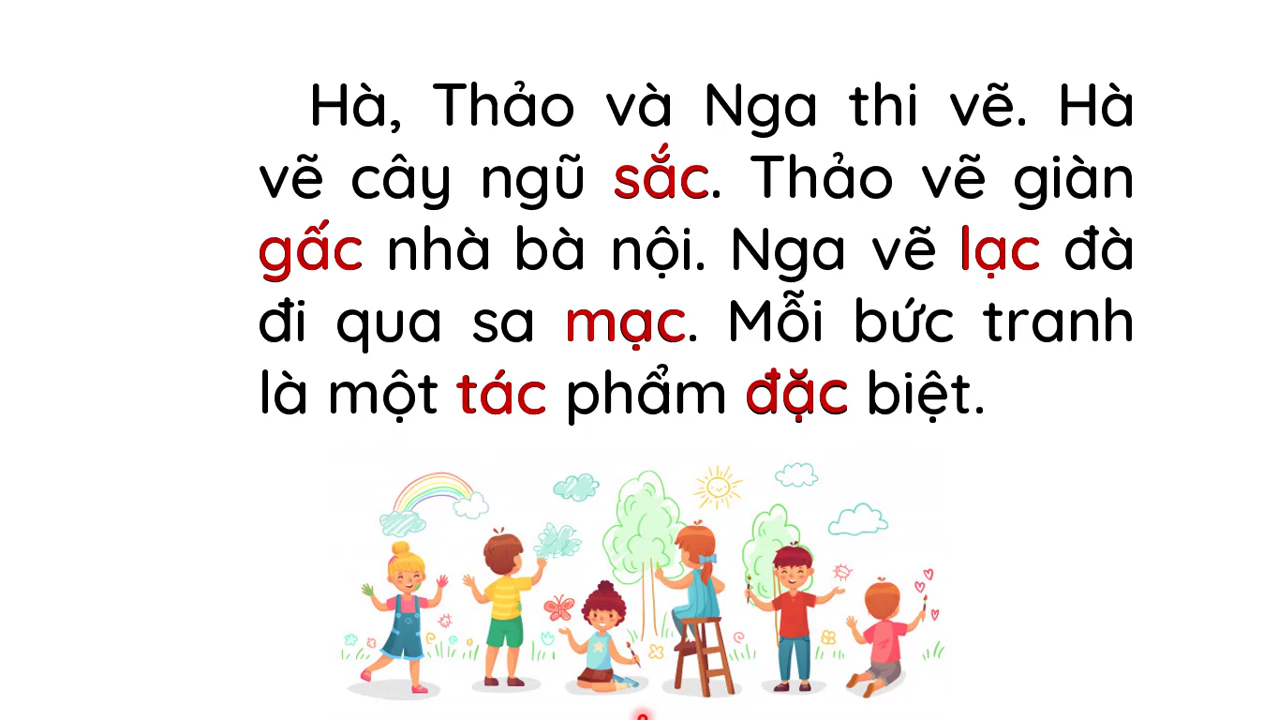 Hà, Thảo và Nga thi vẽ. Hà
vẽ cây ngũ sắc. Thảo vẽ giàn
gấc nhà bà nội. Nga vẽ lạc đà
đi qua sa mạc. Mỗi bức tranh
là một tác phẩm đặc biệt.